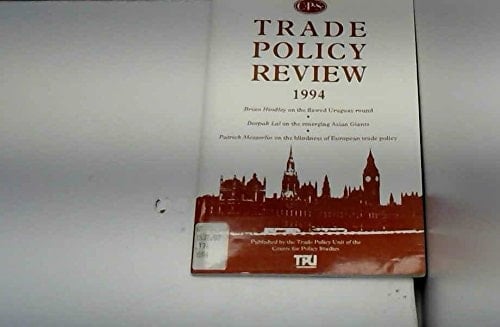 CPS
TRADE
POLICY
REVIEW
1994
Brian Hindley on the flawed Uruguay round
•
Deepak Lal on the emerging Asian Giants
•
Patrick Messerlin on the blindness of European trade policy
Published by the Trade Policy Unit of the
Centre for Policy Studies
TPU